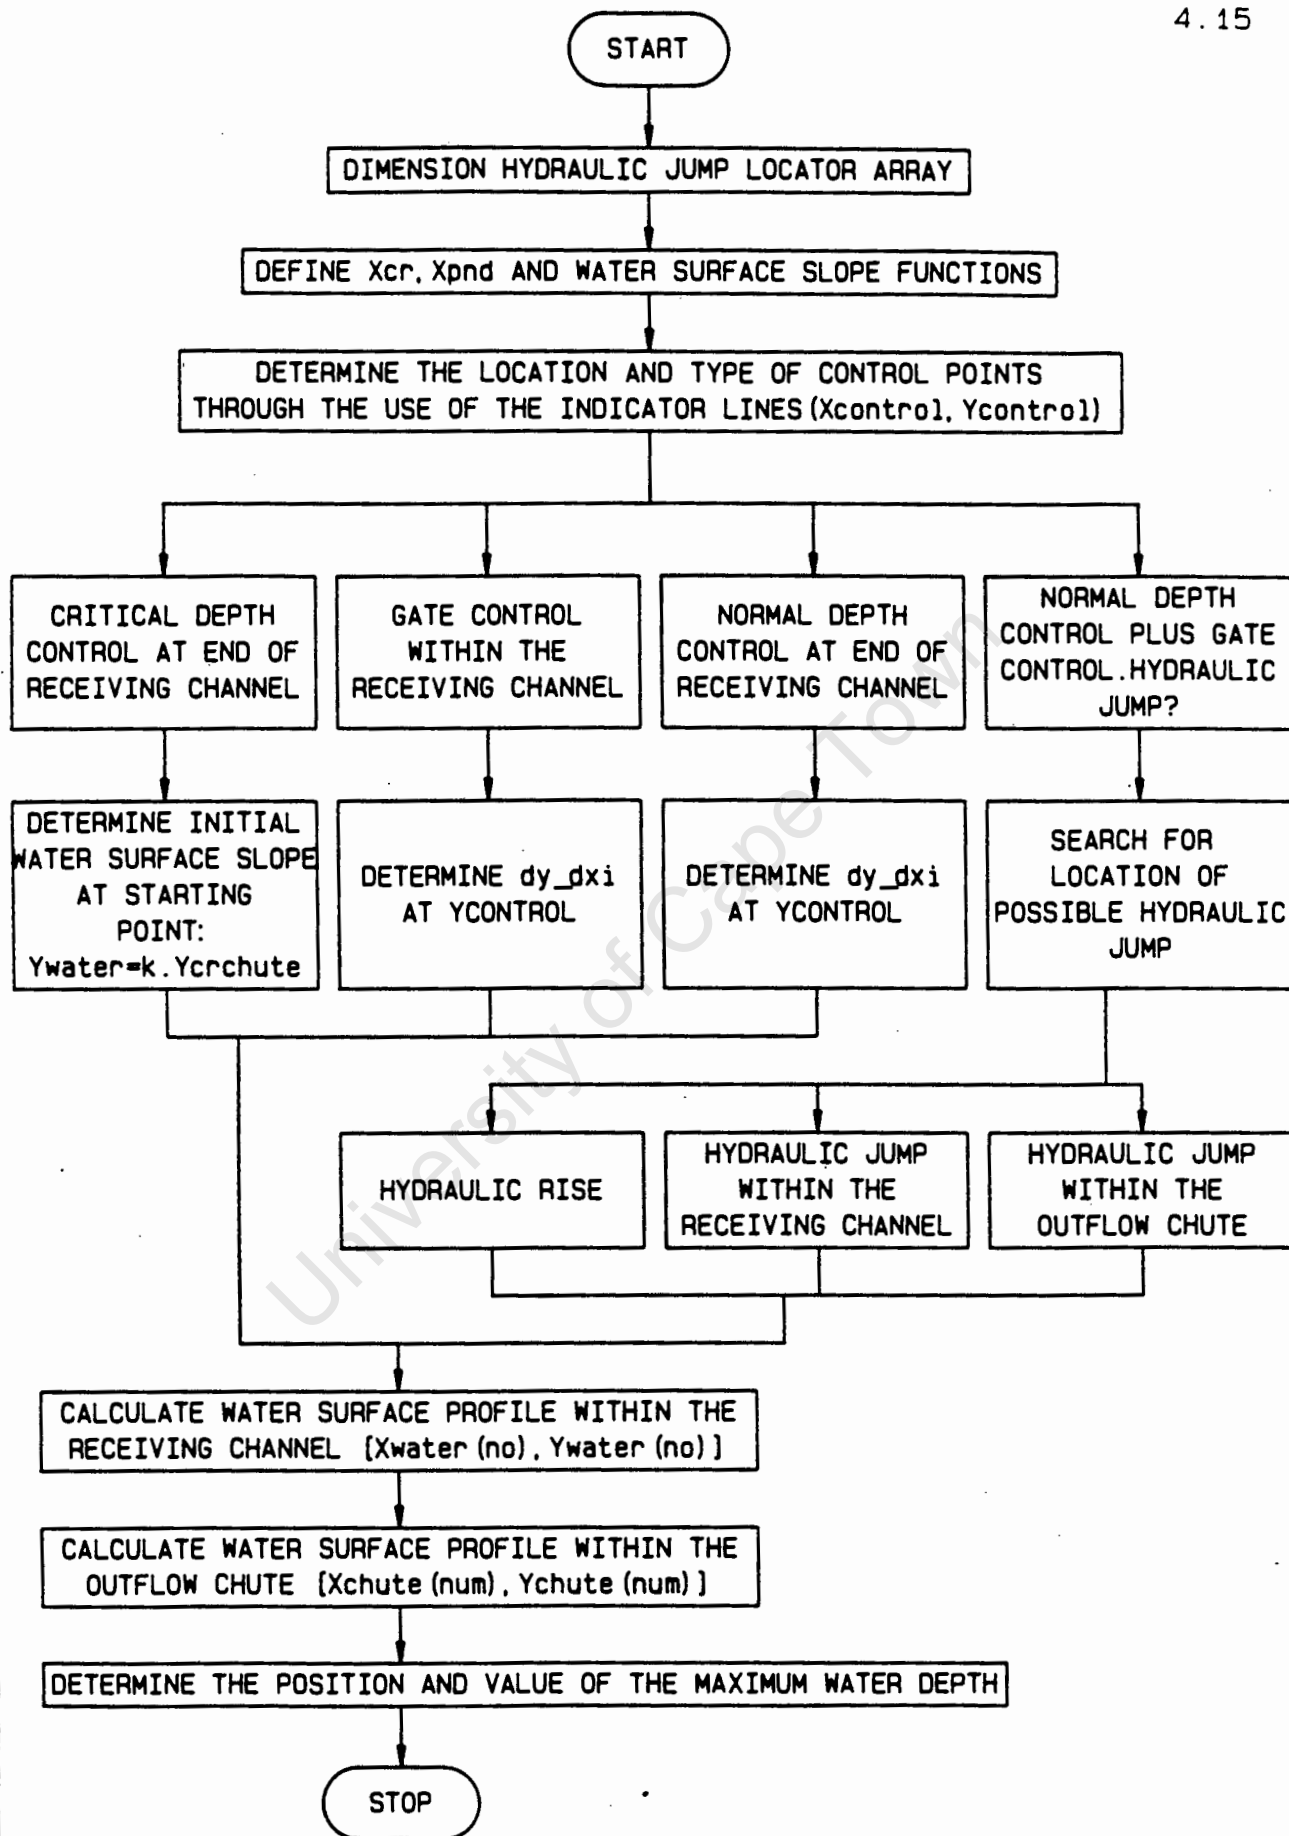 4.15
START
DIMENSION HYDRAULIC JUMP LOCATOR ARRAY
DEFINE Xcr, Xpnd AND WATER SURFACE SLOPE FUNCTIONS
DETERMINE THE LOCATION AND TYPE OF CONTROL POINTS
THROUGH THE USE OF THE INDICATOR LINES (Xcontrol, Ycontrol)
CRITICAL DEPTH
CONTROL AT END OF
RECEIVING CHANNEL
GATE CONTROL
WITHIN THE
RECEIVING CHANNEL
NORMAL DEPTH
CONTROL AT END OF
RECEIVING CHANNEL
NORMAL DEPTH
CONTROL PLUS GATE
CONTROL.HYDRAULIC
JUMP?
DETERMINE INITIAL
WATER SURFACE SLOPE
AT STARTING
POINT:
Ywater=k.Ycrchute
DETERMINE dy_dxi
AT YCONTROL
DETERMINE dy_dxi
AT YCONTROL
SEARCH FOR
LOCATION OF
POSSIBLE HYDRAULIC
JUMP
HYDRAULIC RISE
HYDRAULIC JUMP
WITHIN THE
RECEIVING CHANNEL
HYDRAULIC JUMP
WITHIN THE
OUTFLOW CHUTE
CALCULATE WATER SURFACE PROFILE WITHIN THE
RECEIVING CHANNEL [Xwater(no), Ywater(no)]
CALCULATE WATER SURFACE PROFILE WITHIN THE
OUTFLOW CHUTE [Xchute(num), Ychute(num)]
DETERMINE THE POSITION AND VALUE OF THE MAXIMUM WATER DEPTH
STOP
University of Cape Town